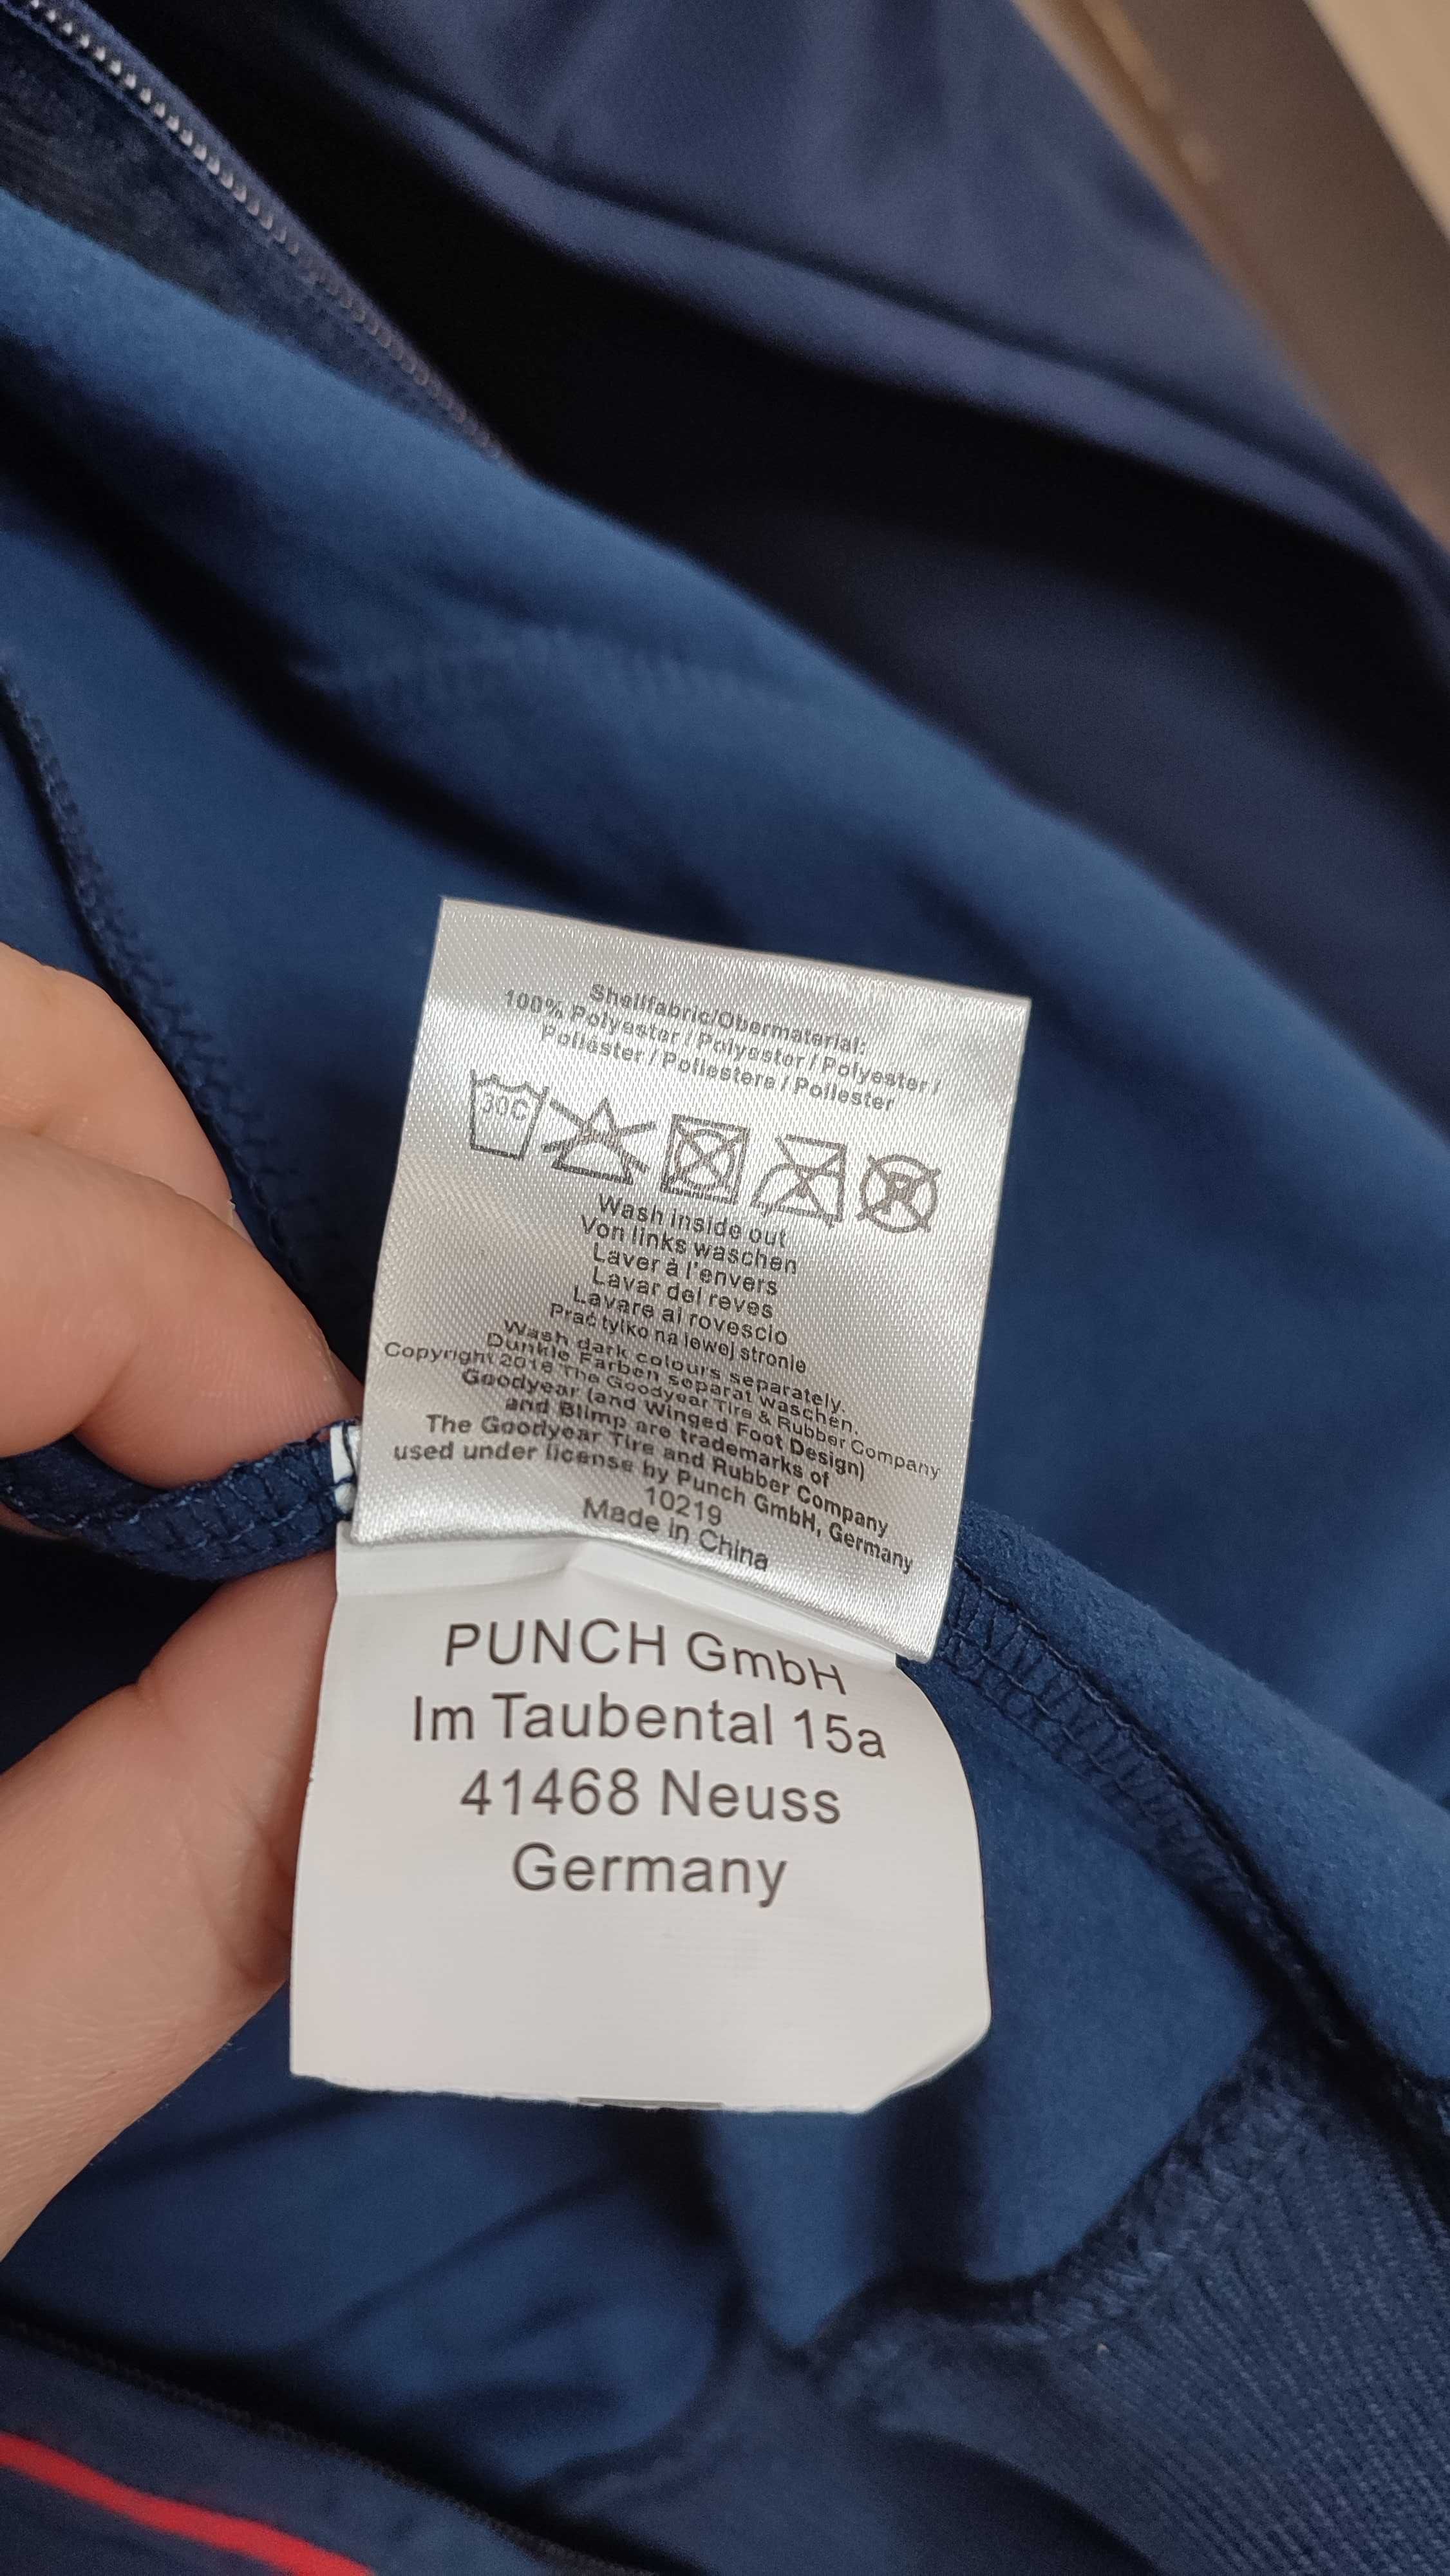 Shellfabric/Obermaterial:
100% Polyester / Polyester / Polyester /
Poliéster / Poliestere / Poliester
30C
P
Wash inside out
Von links waschen
Laver à l'envers
Lavar del reves
Lavare al rovescio
Prać tylko na lewej stronie
Wash dark colours separately.
Dunkle Farben separat waschen.
Copyright 2018 The Goodyear Tire & Rubber Company
Goodyear (and Winged Foot Design)
and Blimp are trademarks of
The Goodyear Tire and Rubber Company
used under license by Punch GmbH, Germany
10219
Made in China
PUNCH GmbH
Im Taubental 15a
41468 Neuss
Germany